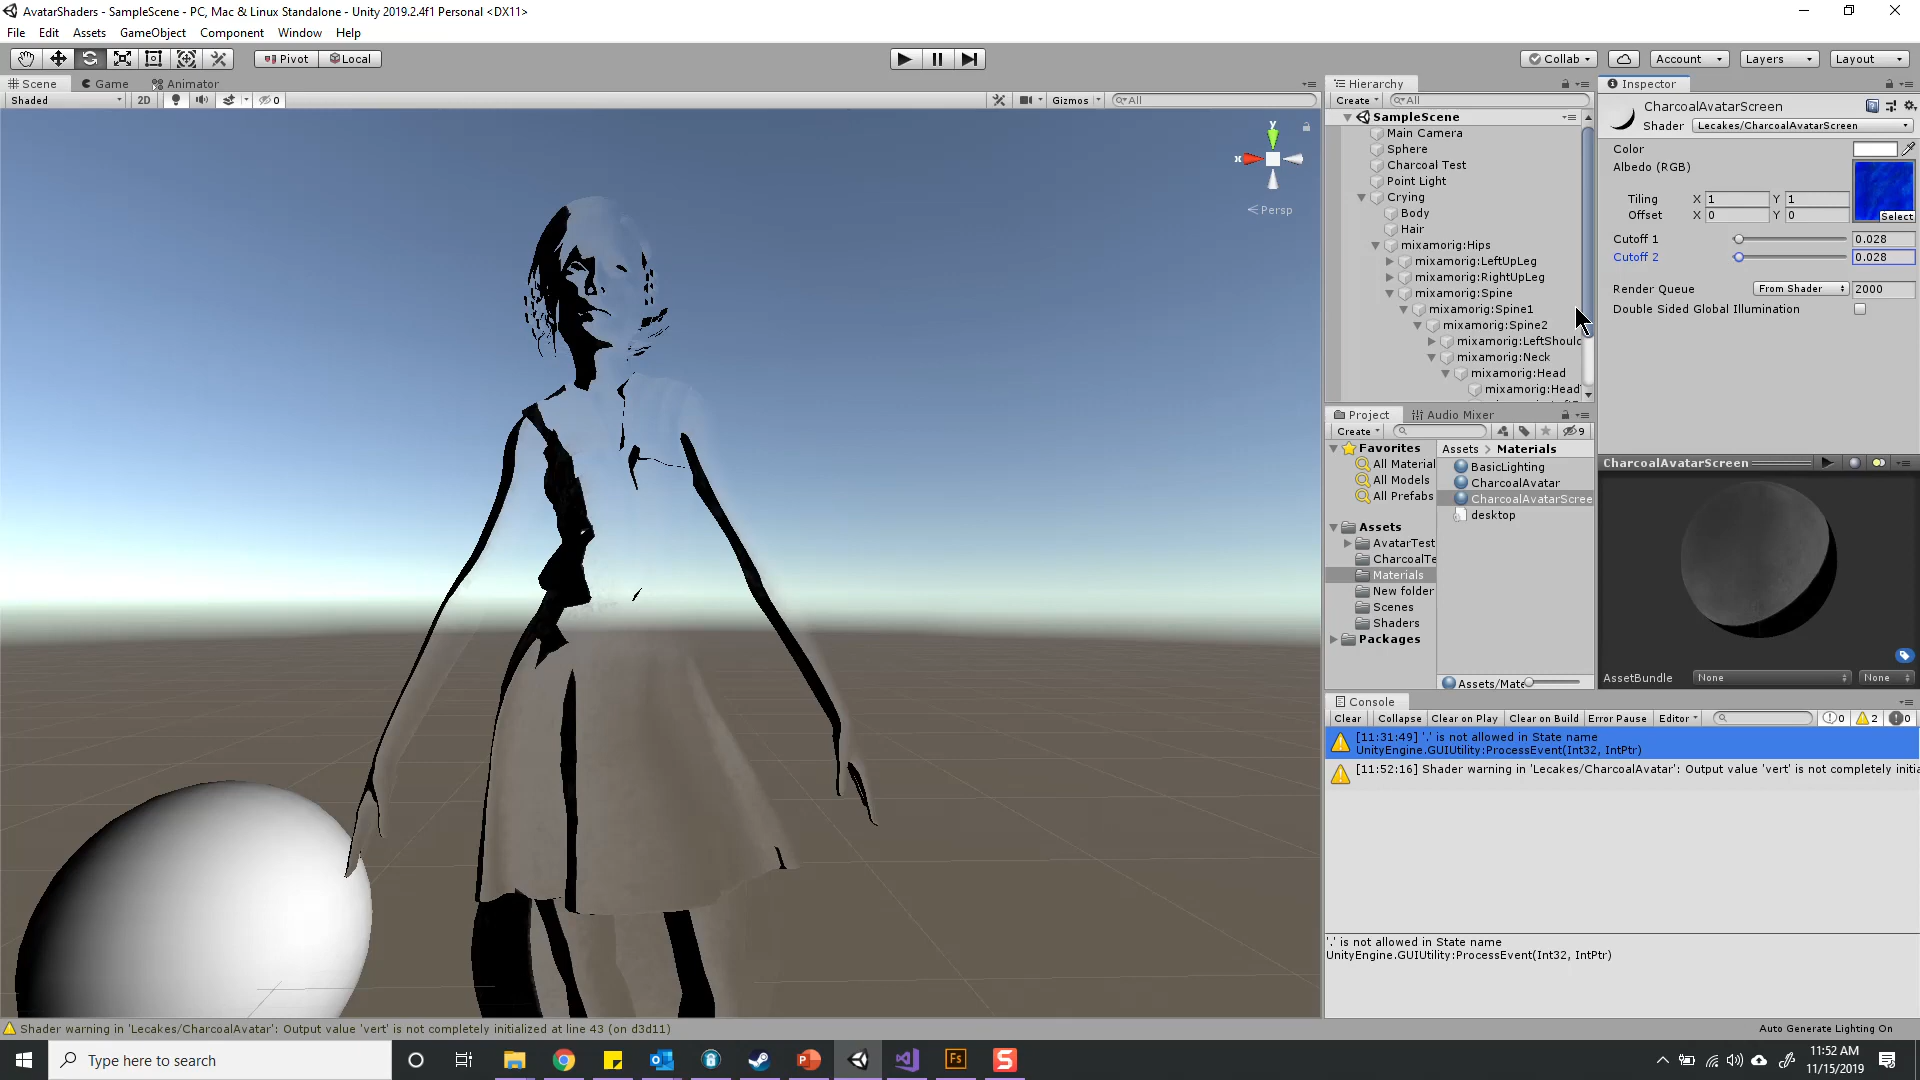 AvatarShaders - SampleScene - PC, Mac & Linux Standalone - Unity 2019.2.4f1 Personal <DX11>
File Edit Assets GameObject Component Window Help
Pivot Local Collab Account Layers Layout
Scene Game Animator
Shaded 2D 0 Gizmos All
y
x
Persp
Hierarchy
Create All
SampleScene
Main Camera
Sphere
Charcoal Test
Point Light
Crying
Body
Hair
mixamorig:Hips
mixamorig:LeftUpLeg
mixamorig:RightUpLeg
mixamorig:Spine
mixamorig:Spine1
mixamorig:Spine2
mixamorig:LeftShould
mixamorig:Neck
mixamorig:Head
mixamorig:Head
Inspector
CharcoalAvatarScreen
Shader Lecakes/CharcoalAvatarScreen
Color
Albedo (RGB)
Tiling X 1 Y 1
Offset X 0 Y 0
Select
Cutoff 1 0.028
Cutoff 2 0.028
Render Queue From Shader 2000
Double Sided Global Illumination
Project Audio Mixer
Create 9
Favorites
All Material
All Models
All Prefabs
Assets
AvatarTest
CharcoalTe
Materials
New folder
Scenes
Shaders
Packages
Assets > Materials
BasicLighting
CharcoalAvatar
CharcoalAvatarScree
desktop
Assets/Mate
CharcoalAvatarScreen
AssetBundle None None
Console
Clear Collapse Clear on Play Clear on Build Error Pause Editor 0 2 0
[11:31:49] '.' is not allowed in State name
UnityEngine.GUIUtility:ProcessEvent(Int32, IntPtr)
[11:52:16] Shader warning in 'Lecakes/CharcoalAvatar': Output value 'vert' is not completely initia
'.' is not allowed in State name
UnityEngine.GUIUtility:ProcessEvent(Int32, IntPtr)
Shader warning in 'Lecakes/CharcoalAvatar': Output value 'vert' is not completely initialized at line 43 (on d3d11)
Auto Generate Lighting On
Type here to search
Fs
11:52 AM
11/15/2019